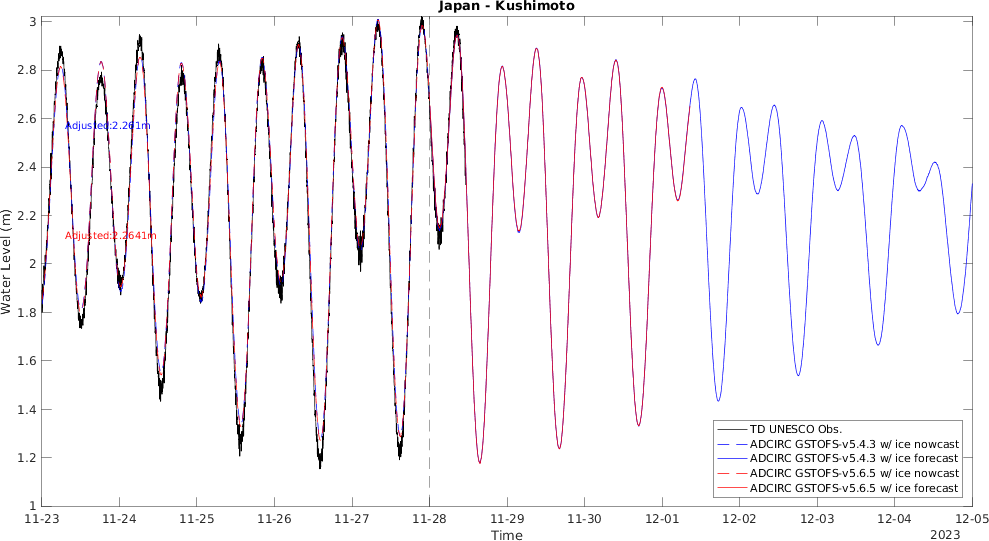 Japan - Kushimoto
3
2.8
2.6
2.4
2.2
2
1.8
1.6
1.4
1.2
1
Water Level (m)
Adjusted:2.261m
Adjusted:2.2641m
TD UNESCO Obs.
ADCIRC GSTOFS-v5.4.3 w/ ice nowcast
ADCIRC GSTOFS-v5.4.3 w/ ice forecast
ADCIRC GSTOFS-v5.6.5 w/ ice nowcast
ADCIRC GSTOFS-v5.6.5 w/ ice forecast
11-23 11-24 11-25 11-26 11-27 11-28 11-29 11-30 12-01 12-02 12-03 12-04 12-05
Time
2023